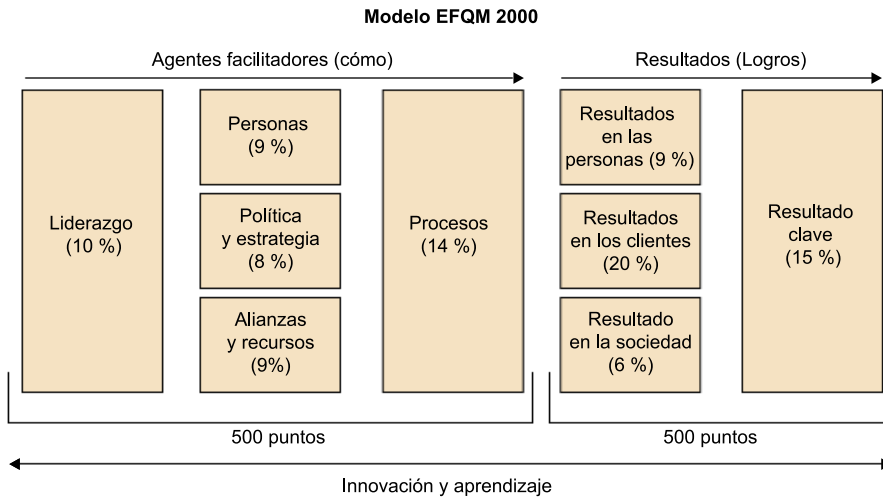 Modelo EFQM 2000
Agentes facilitadores (cómo)
Resultados (Logros)
Liderazgo
(10 %)
Personas
(9 %)
Política
y estrategia
(8 %)
Alianzas
y recursos
(9%)
Procesos
(14 %)
Resultados
en las
personas (9 %)
Resultados
en los clientes
(20 %)
Resultado
en la sociedad
(6 %)
Resultado
clave
(15 %)
500 puntos
500 puntos
Innovación y aprendizaje